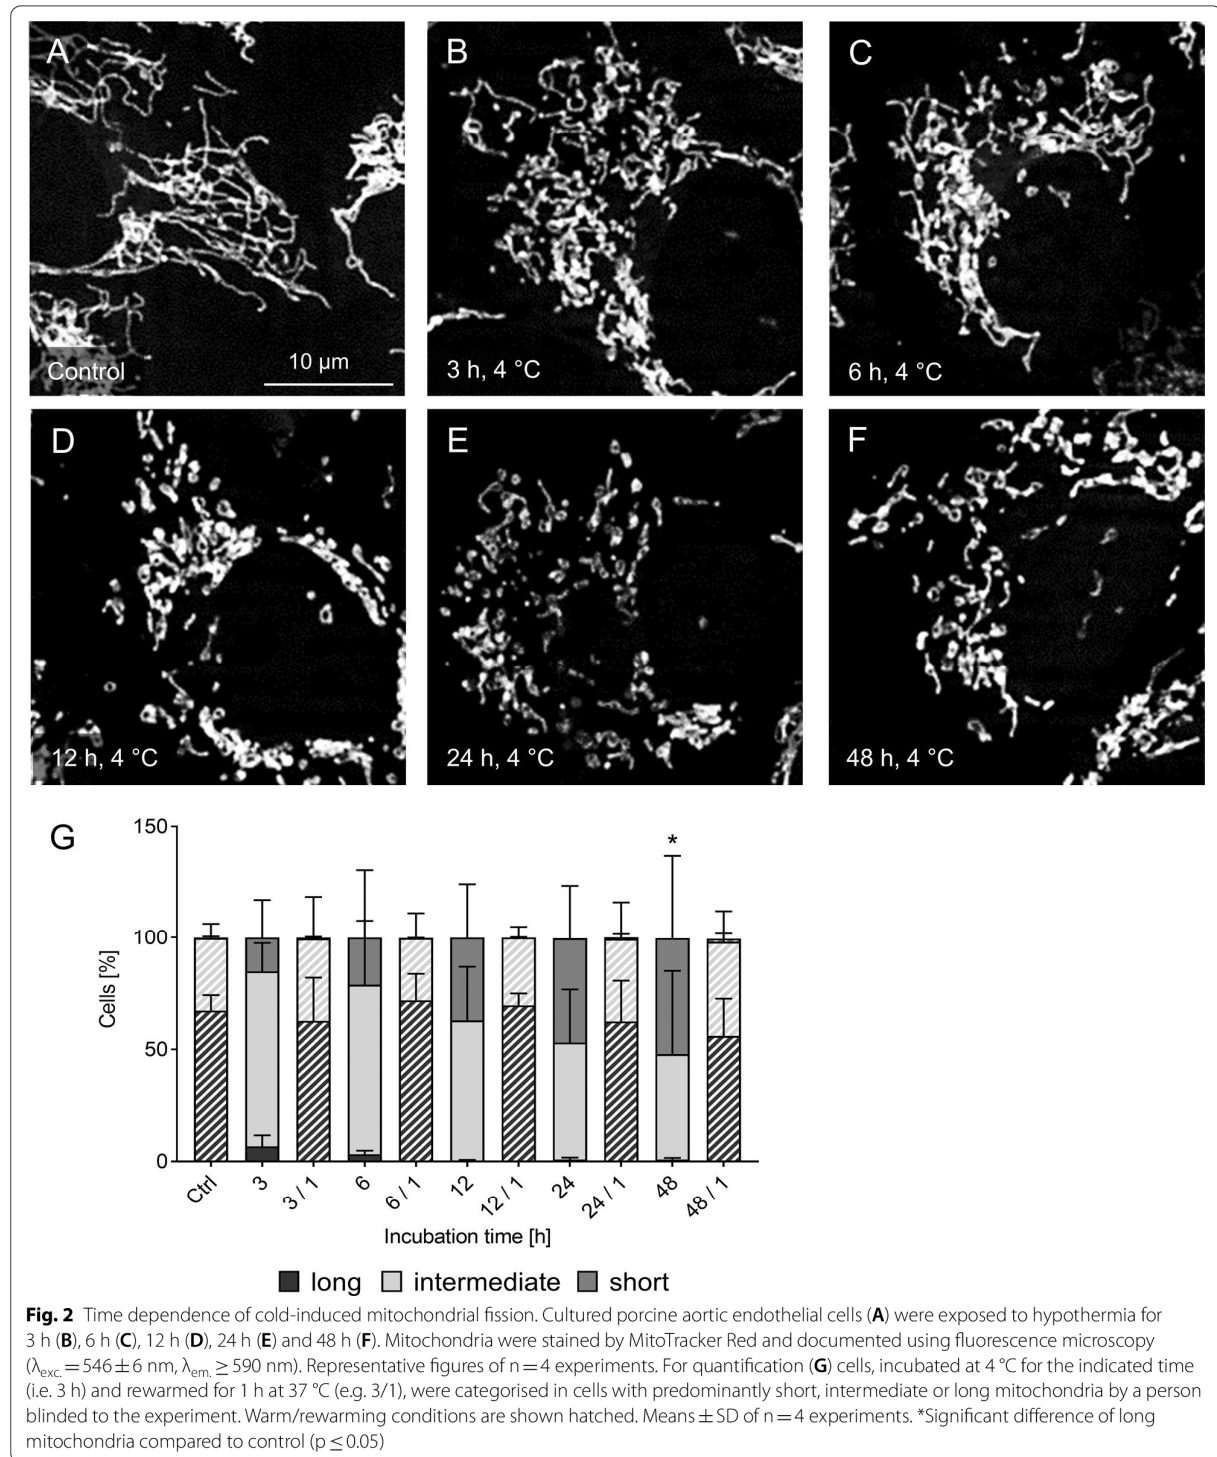 A
B
C
Control
10 µm
3 h, 4 °C
6 h, 4 °C
D
E
F
12 h, 4 °C
24 h, 4 °C
48 h, 4 °C
G
150
*
100
Cells [%]
50
0
Ctrl
3
3 / 1
6
6 / 1
12
12 / 1
24
24 / 1
48
48 / 1
Incubation time [h]
long intermediate short
Fig. 2 Time dependence of cold-induced mitochondrial fission. Cultured porcine aortic endothelial cells (A) were exposed to hypothermia for
3 h (B), 6 h (C), 12 h (D), 24 h (E) and 48 h (F). Mitochondria were stained by MitoTracker Red and documented using fluorescence microscopy
(λexc. = 546 ± 6 nm, λem. ≥ 590 nm). Representative figures of n = 4 experiments. For quantification (G) cells, incubated at 4 °C for the indicated time
(i.e. 3 h) and rewarmed for 1 h at 37 °C (e.g. 3/1), were categorised in cells with predominantly short, intermediate or long mitochondria by a person
blinded to the experiment. Warm/rewarming conditions are shown hatched. Means ± SD of n = 4 experiments. *Significant difference of long
mitochondria compared to control (p ≤ 0.05)